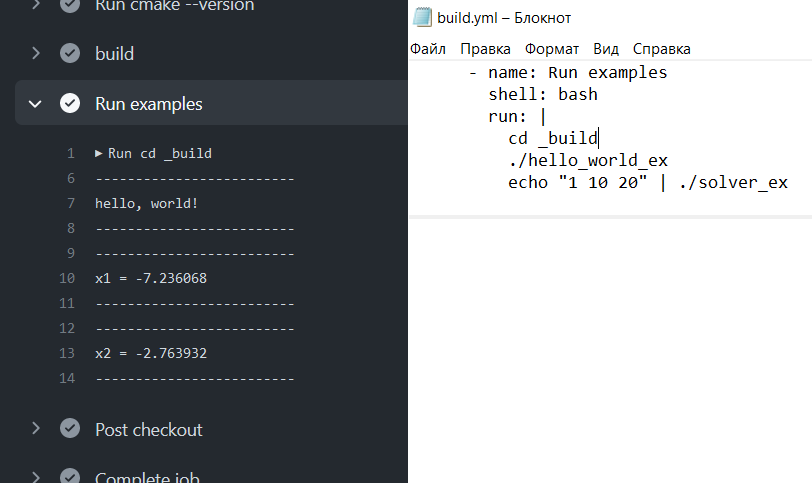 Run cmake --version
build
Run examples
1 Run cd _build
6 -------------------------
7 hello, world!
8 -------------------------
9 -------------------------
10 x1 = -7.236068
11 -------------------------
12 -------------------------
13 x2 = -2.763932
14 -------------------------
Post checkout
Complete job
build.yml – Блокнот
Файл Правка Формат Вид Справка
- name: Run examples
shell: bash
run: |
cd _build
./hello_world_ex
echo "1 10 20" | ./solver_ex